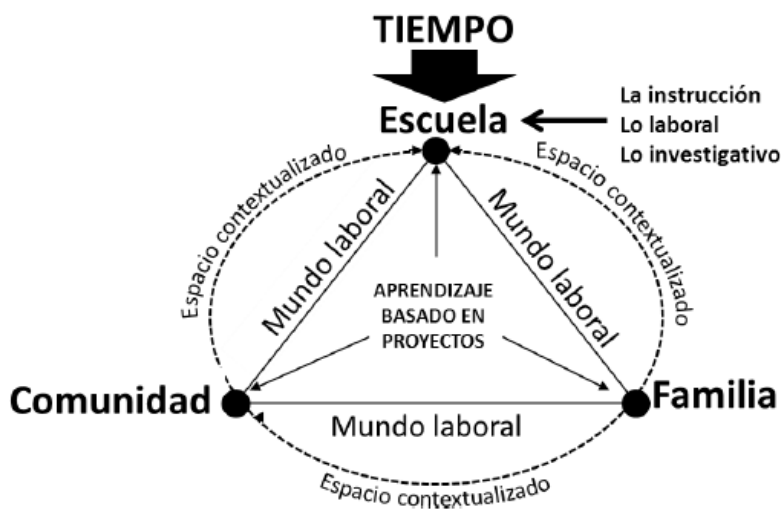 TIEMPO
Escuela
La instrucción
Lo laboral
Lo investigativo
Espacio contextualizado
Espacio contextualizado
Mundo laboral
Mundo laboral
APRENDIZAJE
BASADO EN
PROYECTOS
Comunidad
Familia
Mundo laboral
Espacio contextualizado